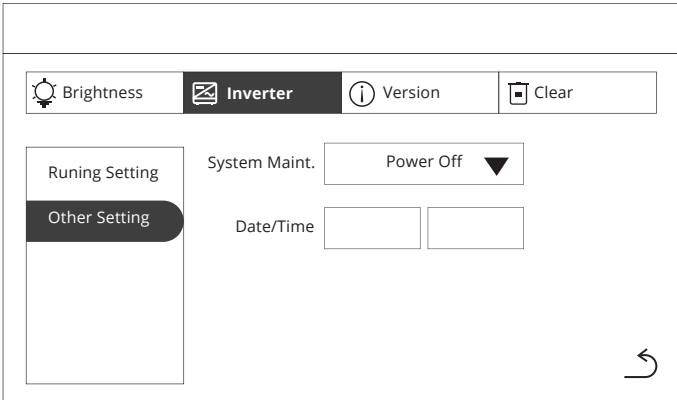 Brightness
Inverter
Version
Clear
Runing Setting
System Maint.
Power Off
Other Setting
Date/Time